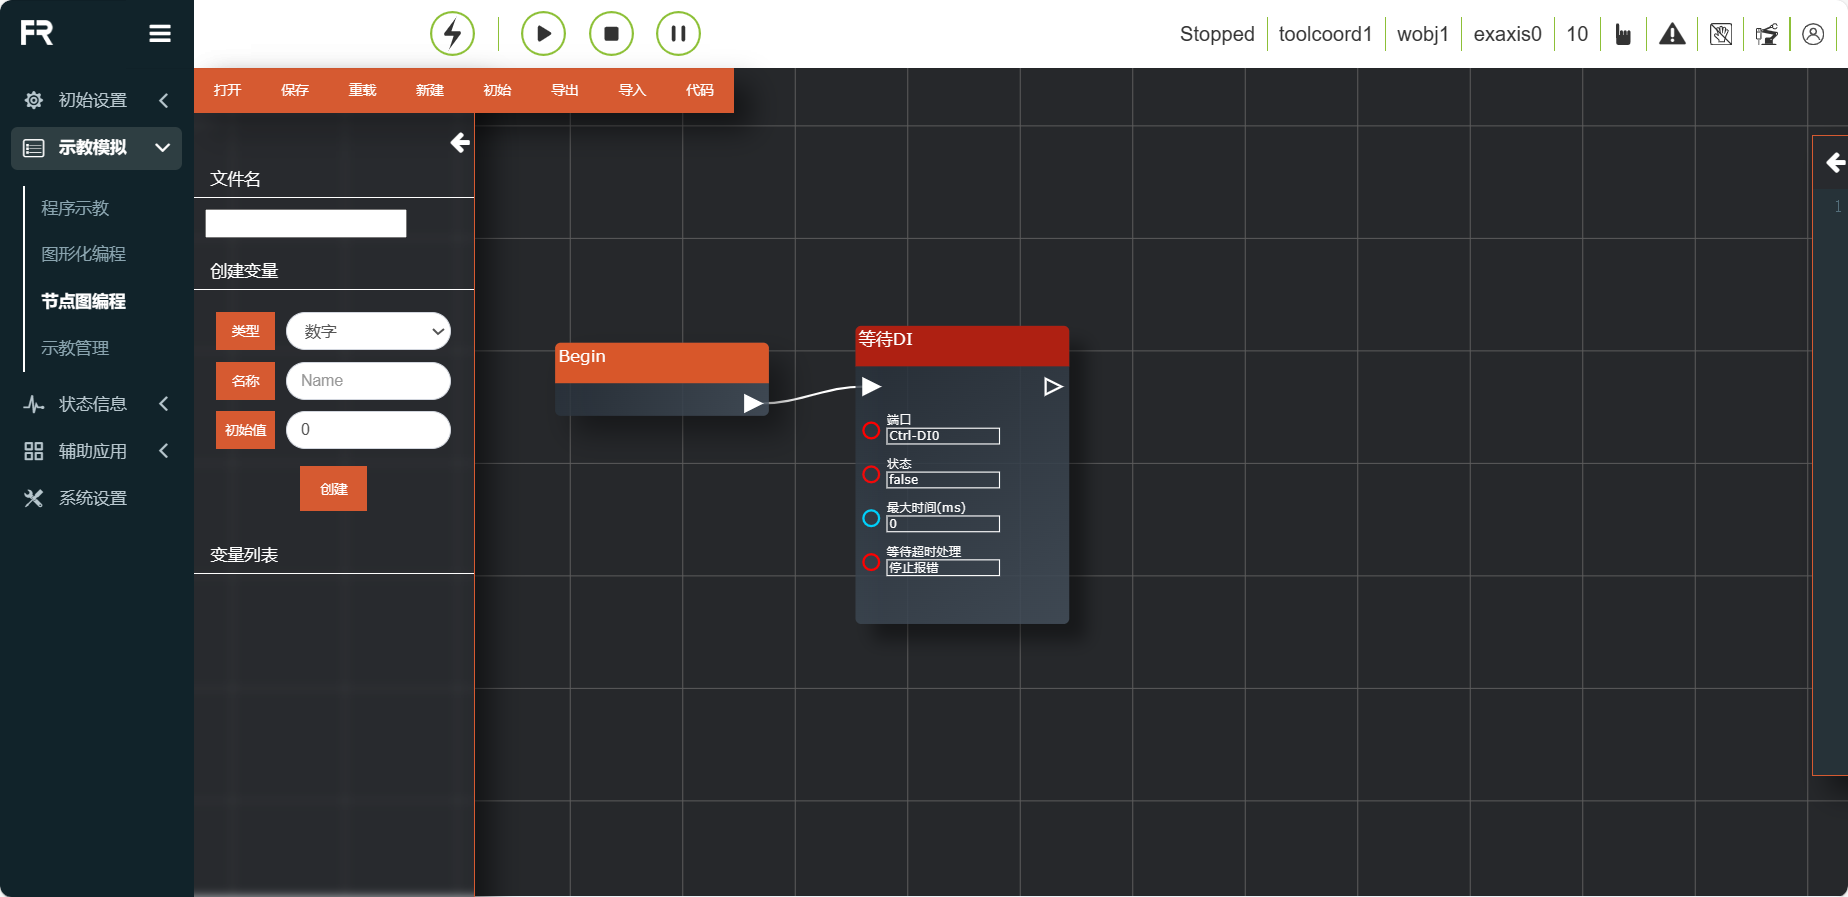 FR
Stopped
toolcoord1
wobj1
exaxis0
10
初始设置
示教模拟
程序示教
图形化编程
节点图编程
示教管理
状态信息
辅助应用
系统设置
打开
保存
重载
新建
初始
导出
导入
代码
文件名
创建变量
类型
数字
名称
Name
初始值
0
创建
变量列表
Begin
等待DI
端口
Ctrl-DI0
状态
false
最大时间(ms)
0
等待超时处理
停止报错
1